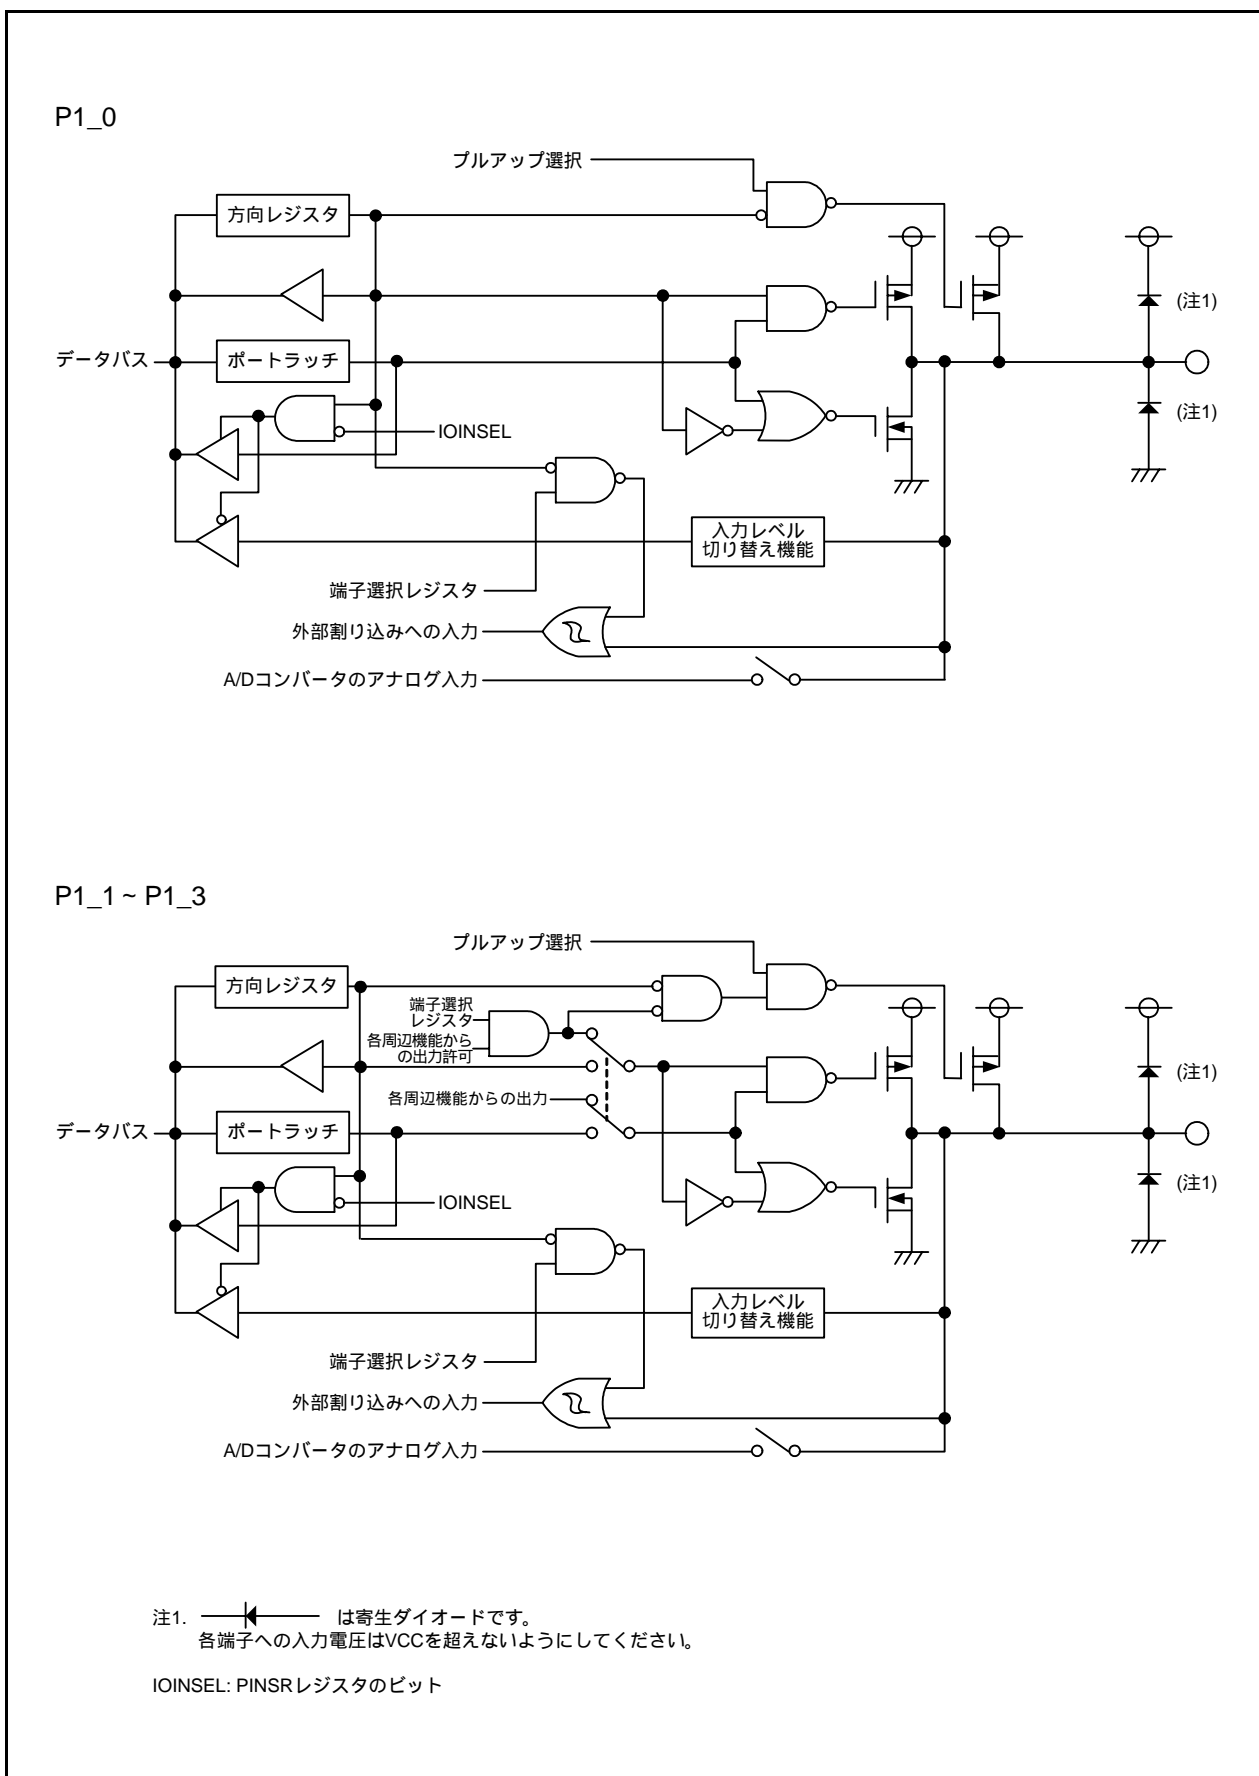 P1_0
プルアップ選択
方向レジスタ
(注1)
データバス
ポートラッチ
(注1)
IOINSEL
入力レベル
切り替え機能
端子選択レジスタ
外部割り込みへの入力
A/Dコンバータのアナログ入力
P1_1 ~ P1_3
プルアップ選択
方向レジスタ
端子選択
レジスタ
各周辺機能から
の出力許可
(注1)
各周辺機能からの出力
データバス
ポートラッチ
(注1)
IOINSEL
入力レベル
切り替え機能
端子選択レジスタ
外部割り込みへの入力
A/Dコンバータのアナログ入力
注1. は寄生ダイオードです。
各端子への入力電圧はVCCを超えないようにしてください。
IOINSEL: PINSRレジスタのビット